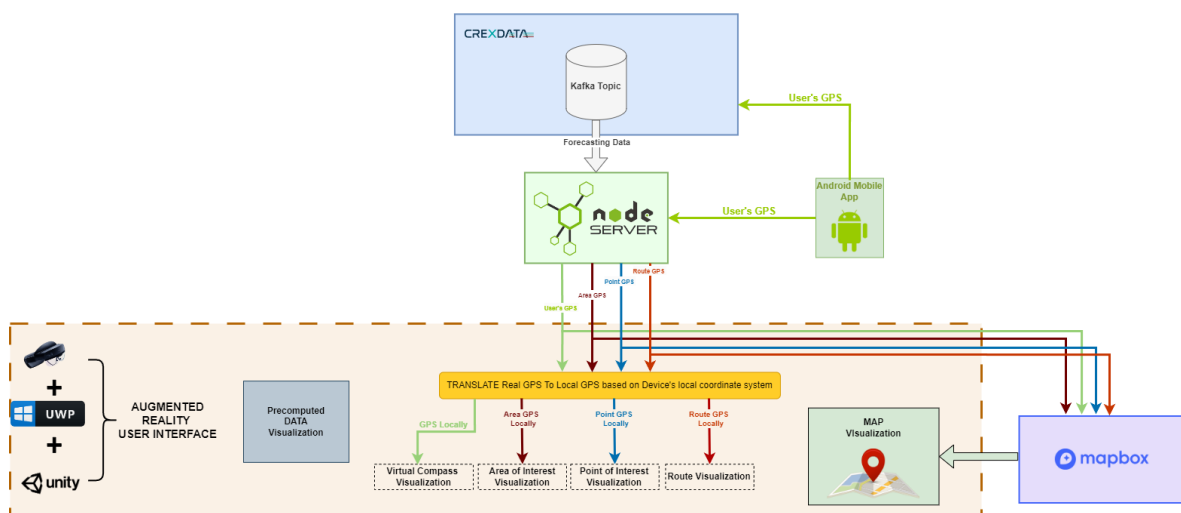 CREXDATA
Kafka Topic
User's GPS
Forecasting Data
Android Mobile
App
node
SERVER
User's GPS
Route GPS
Point GPS
Area GPS
User's GPS
TRANSLATE Real GPS To Local GPS based on Device's local coordinate system
+
UWP
+
unity
AUGMENTED
REALITY
USER INTERFACE
Precomputed
DATA
Visualization
GPS Locally
Area GPS
Locally
Point GPS
Locally
Route GPS
Locally
Virtual Compass
Visualization
Area of Interest
Visualization
Point of Interest
Visualization
Route Visualization
MAP
Visualization
mapbox